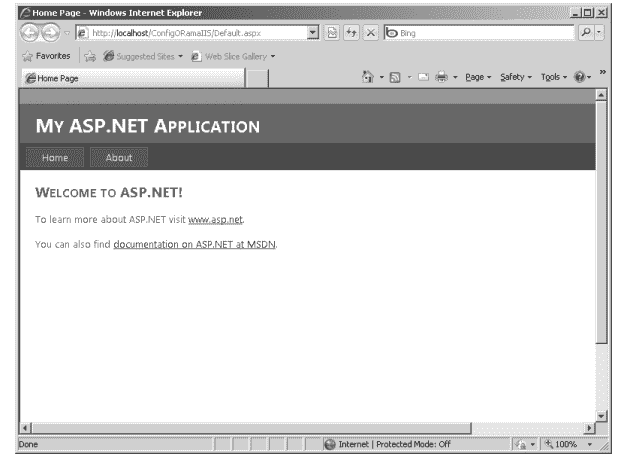 Home Page - Windows Internet Explorer
http://localhost/ConfigORamaIIS/Default.aspx
Bing
Favorites Suggested Sites Web Slice Gallery
Home Page Page Safety Tools »
MY ASP.NET APPLICATION
Home About
WELCOME TO ASP.NET!
To learn more about ASP.NET visit www.asp.net.
You can also find documentation on ASP.NET at MSDN.
Done Internet | Protected Mode: Off 100%